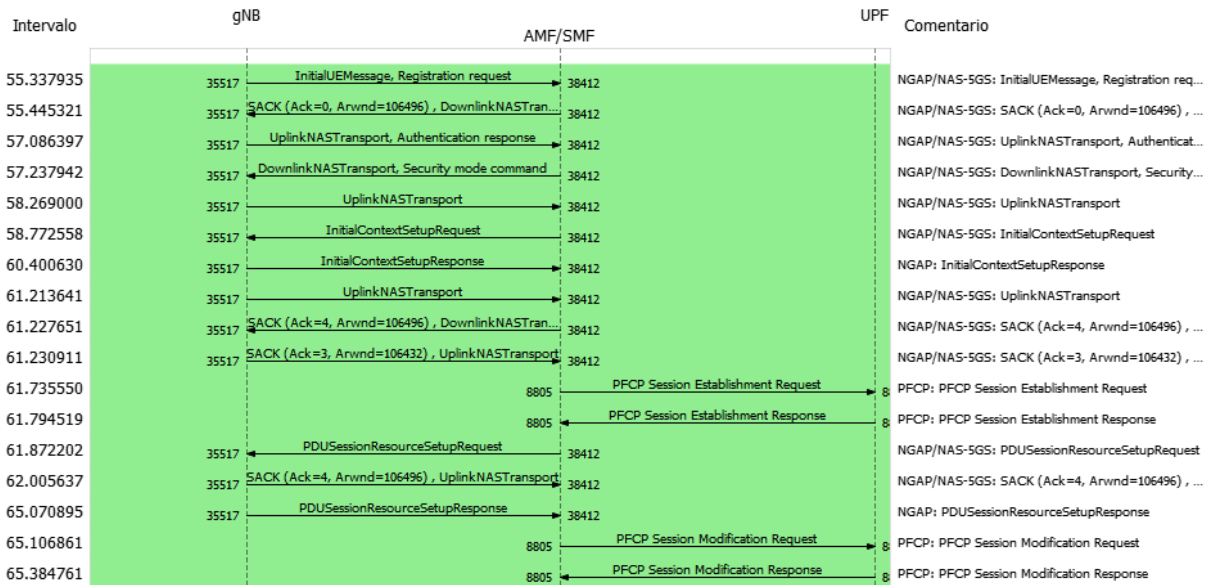 Intervalo gNB AMF/SMF UPF Comentario
55.337935 35517 InitialUEMessage, Registration request 38412 NGAP/NAS-5GS: InitialUEMessage, Registration req...
55.445321 35517 SACK (Ack=0, Arwnd=106496) , DownlinkNASTran... 38412 NGAP/NAS-5GS: SACK (Ack=0, Arwnd=106496) , ...
57.086397 35517 UplinkNASTransport, Authentication response 38412 NGAP/NAS-5GS: UplinkNASTransport, Authenticat...
57.237942 35517 DownlinkNASTransport, Security mode command 38412 NGAP/NAS-5GS: DownlinkNASTransport, Security...
58.269000 35517 UplinkNASTransport 38412 NGAP/NAS-5GS: UplinkNASTransport
58.772558 35517 InitialContextSetupRequest 38412 NGAP/NAS-5GS: InitialContextSetupRequest
60.400630 35517 InitialContextSetupResponse 38412 NGAP: InitialContextSetupResponse
61.213641 35517 UplinkNASTransport 38412 NGAP/NAS-5GS: UplinkNASTransport
61.227651 35517 SACK (Ack=4, Arwnd=106496) , DownlinkNASTran... 38412 NGAP/NAS-5GS: SACK (Ack=4, Arwnd=106496) , ...
61.230911 35517 SACK (Ack=3, Arwnd=106432) , UplinkNASTransport 38412 NGAP/NAS-5GS: SACK (Ack=3, Arwnd=106432) , ...
61.735550 8805 PFCP Session Establishment Request 8 PFCP: PFCP Session Establishment Request
61.794519 8805 PFCP Session Establishment Response 8 PFCP: PFCP Session Establishment Response
61.872202 35517 PDUSessionResourceSetupRequest 38412 NGAP/NAS-5GS: PDUSessionResourceSetupRequest
62.005637 35517 SACK (Ack=4, Arwnd=106496) , UplinkNASTransport 38412 NGAP/NAS-5GS: SACK (Ack=4, Arwnd=106496) , ...
65.070895 35517 PDUSessionResourceSetupResponse 38412 NGAP: PDUSessionResourceSetupResponse
65.106861 8805 PFCP Session Modification Request 8 PFCP: PFCP Session Modification Request
65.384761 8805 PFCP Session Modification Response 8 PFCP: PFCP Session Modification Response